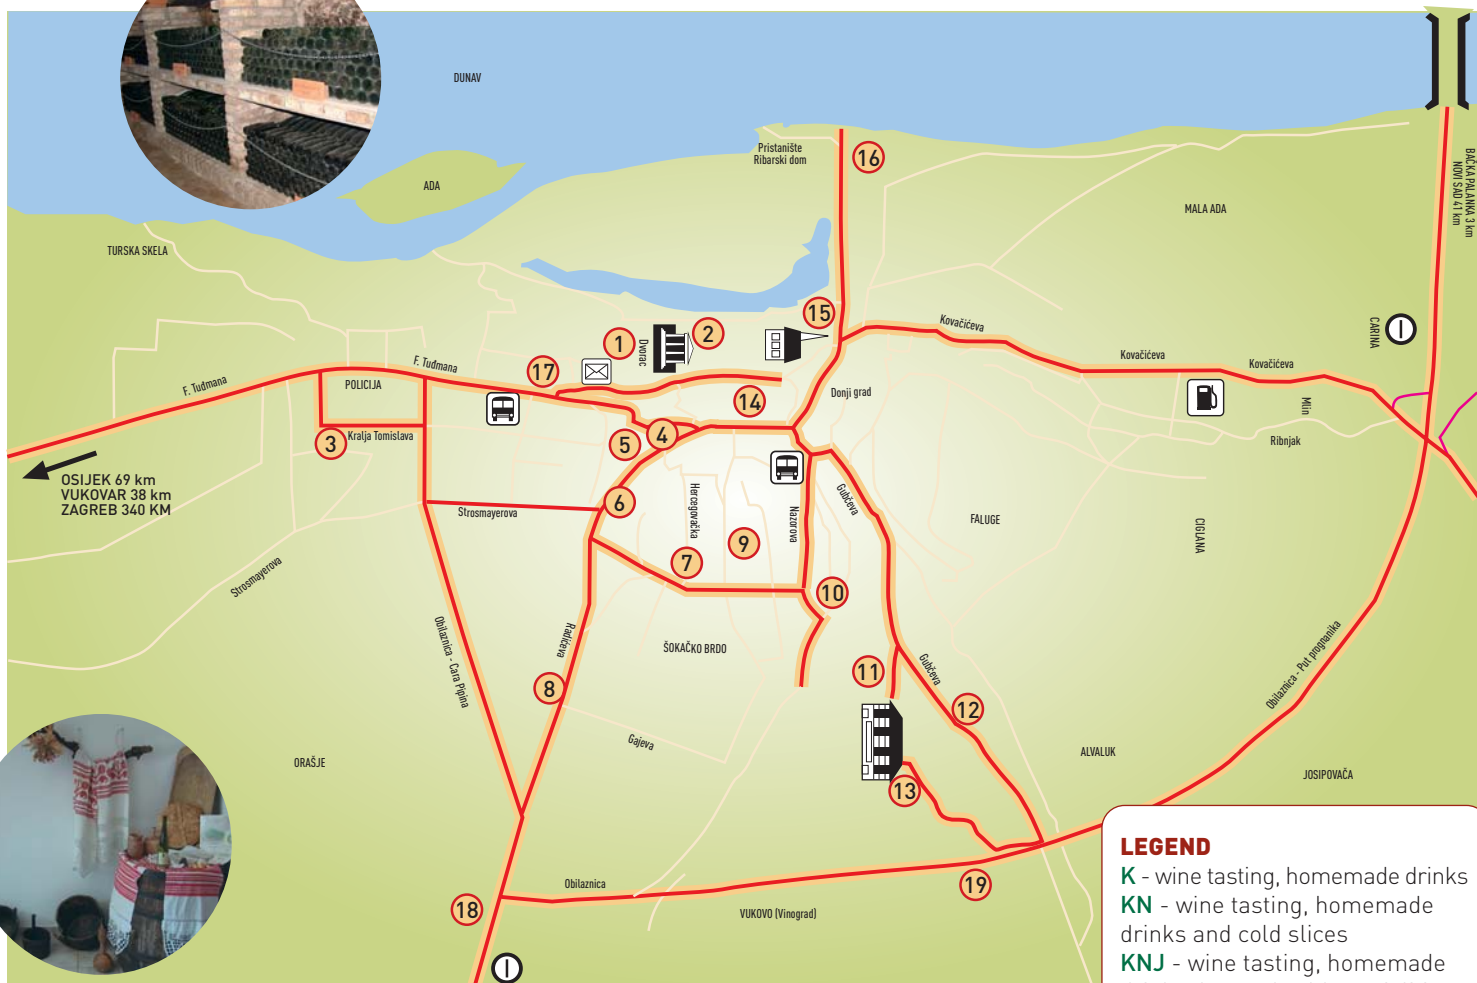 DUNAV
Pristanište
Ribarski dom
16
ADA
MALA ADA
BAČKA PALANKA 3 km
NOVI SAD 41 km
TURSKA SKELA
15
Kovačićeva
CARINA
1
Dvorac
2
Kovačićeva
Kovačićeva
F. Tuđmana
F. Tuđmana
POLICIJA
17
14
Donji grad
Mlin
Ribnjak
3
Kralja Tomislava
5
4
OSIJEK 69 km
VUKOVAR 38 km
ZAGREB 340 KM
Strosmayerova
6
Hercegovačka
9
Nazorova
Gubčeva
FALUGE
CIGLANA
7
10
Strosmayerova
Obilaznica - Cara Pipina
Radićeva
ŠOKAČKO BRDO
8
11
Gubčeva
12
Obilaznica - Put prognanika
Gajeva
ORAŠJE
ALVALUK
JOSIPOVAČA
13
Obilaznica
19
18
VUKOVO (Vinograd)
LEGEND
K - wine tasting, homemade drinks
KN - wine tasting, homemade
drinks and cold slices
KNJ - wine tasting, homemade